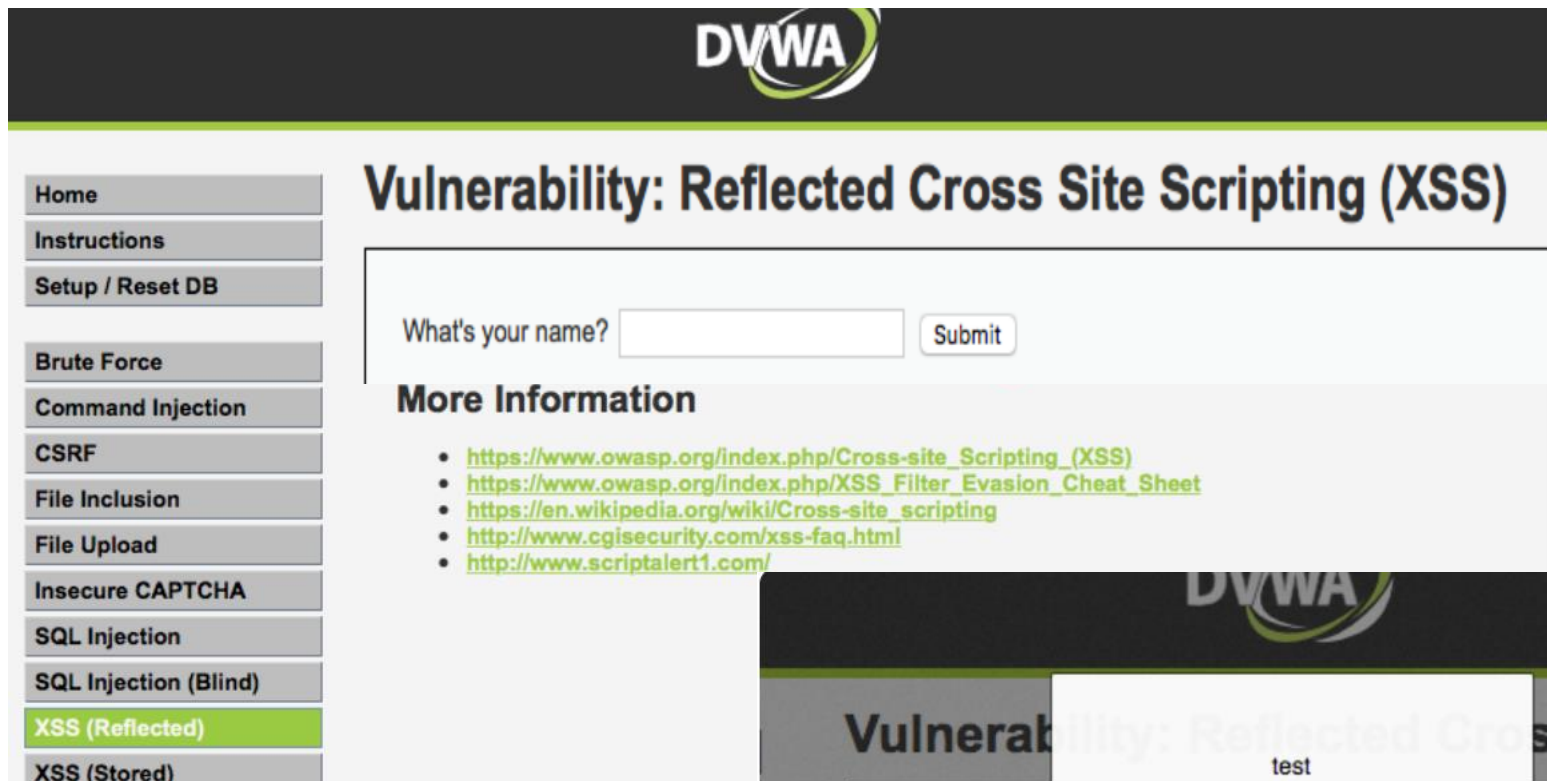 DVWA
Vulnerability: Reflected Cross Site Scripting (XSS)
Home
Instructions
Setup / Reset DB
Brute Force
Command Injection
CSRF
File Inclusion
File Upload
Insecure CAPTCHA
SQL Injection
SQL Injection (Blind)
XSS (Reflected)
XSS (Stored)
What's your name?
Submit
More Information
https://www.owasp.org/index.php/Cross-site_Scripting_(XSS)
https://www.owasp.org/index.php/XSS_Filter_Evasion_Cheat_Sheet
https://en.wikipedia.org/wiki/Cross-site_scripting
http://www.cgisecurity.com/xss-faq.html
http://www.scriptalert1.com/
DVWA
Vulnerability: Reflected Cros
test